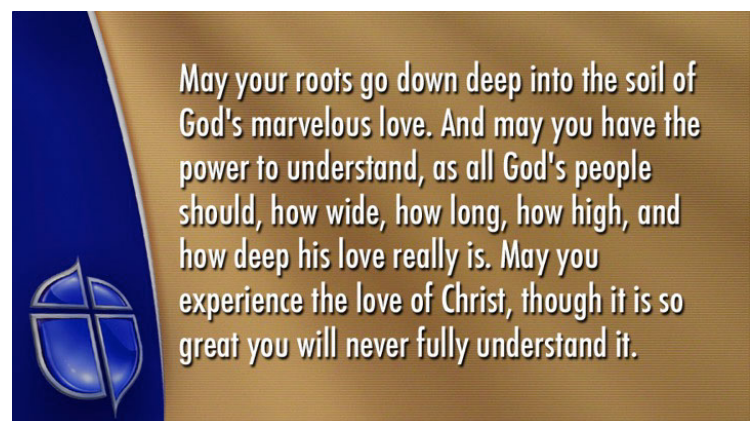 May your roots go down deep into the soil of
God's marvelous love. And may you have the
power to understand, as all God's people
should, how wide, how long, how high, and
how deep his love really is. May you
experience the love of Christ, though it is so
great you will never fully understand it.